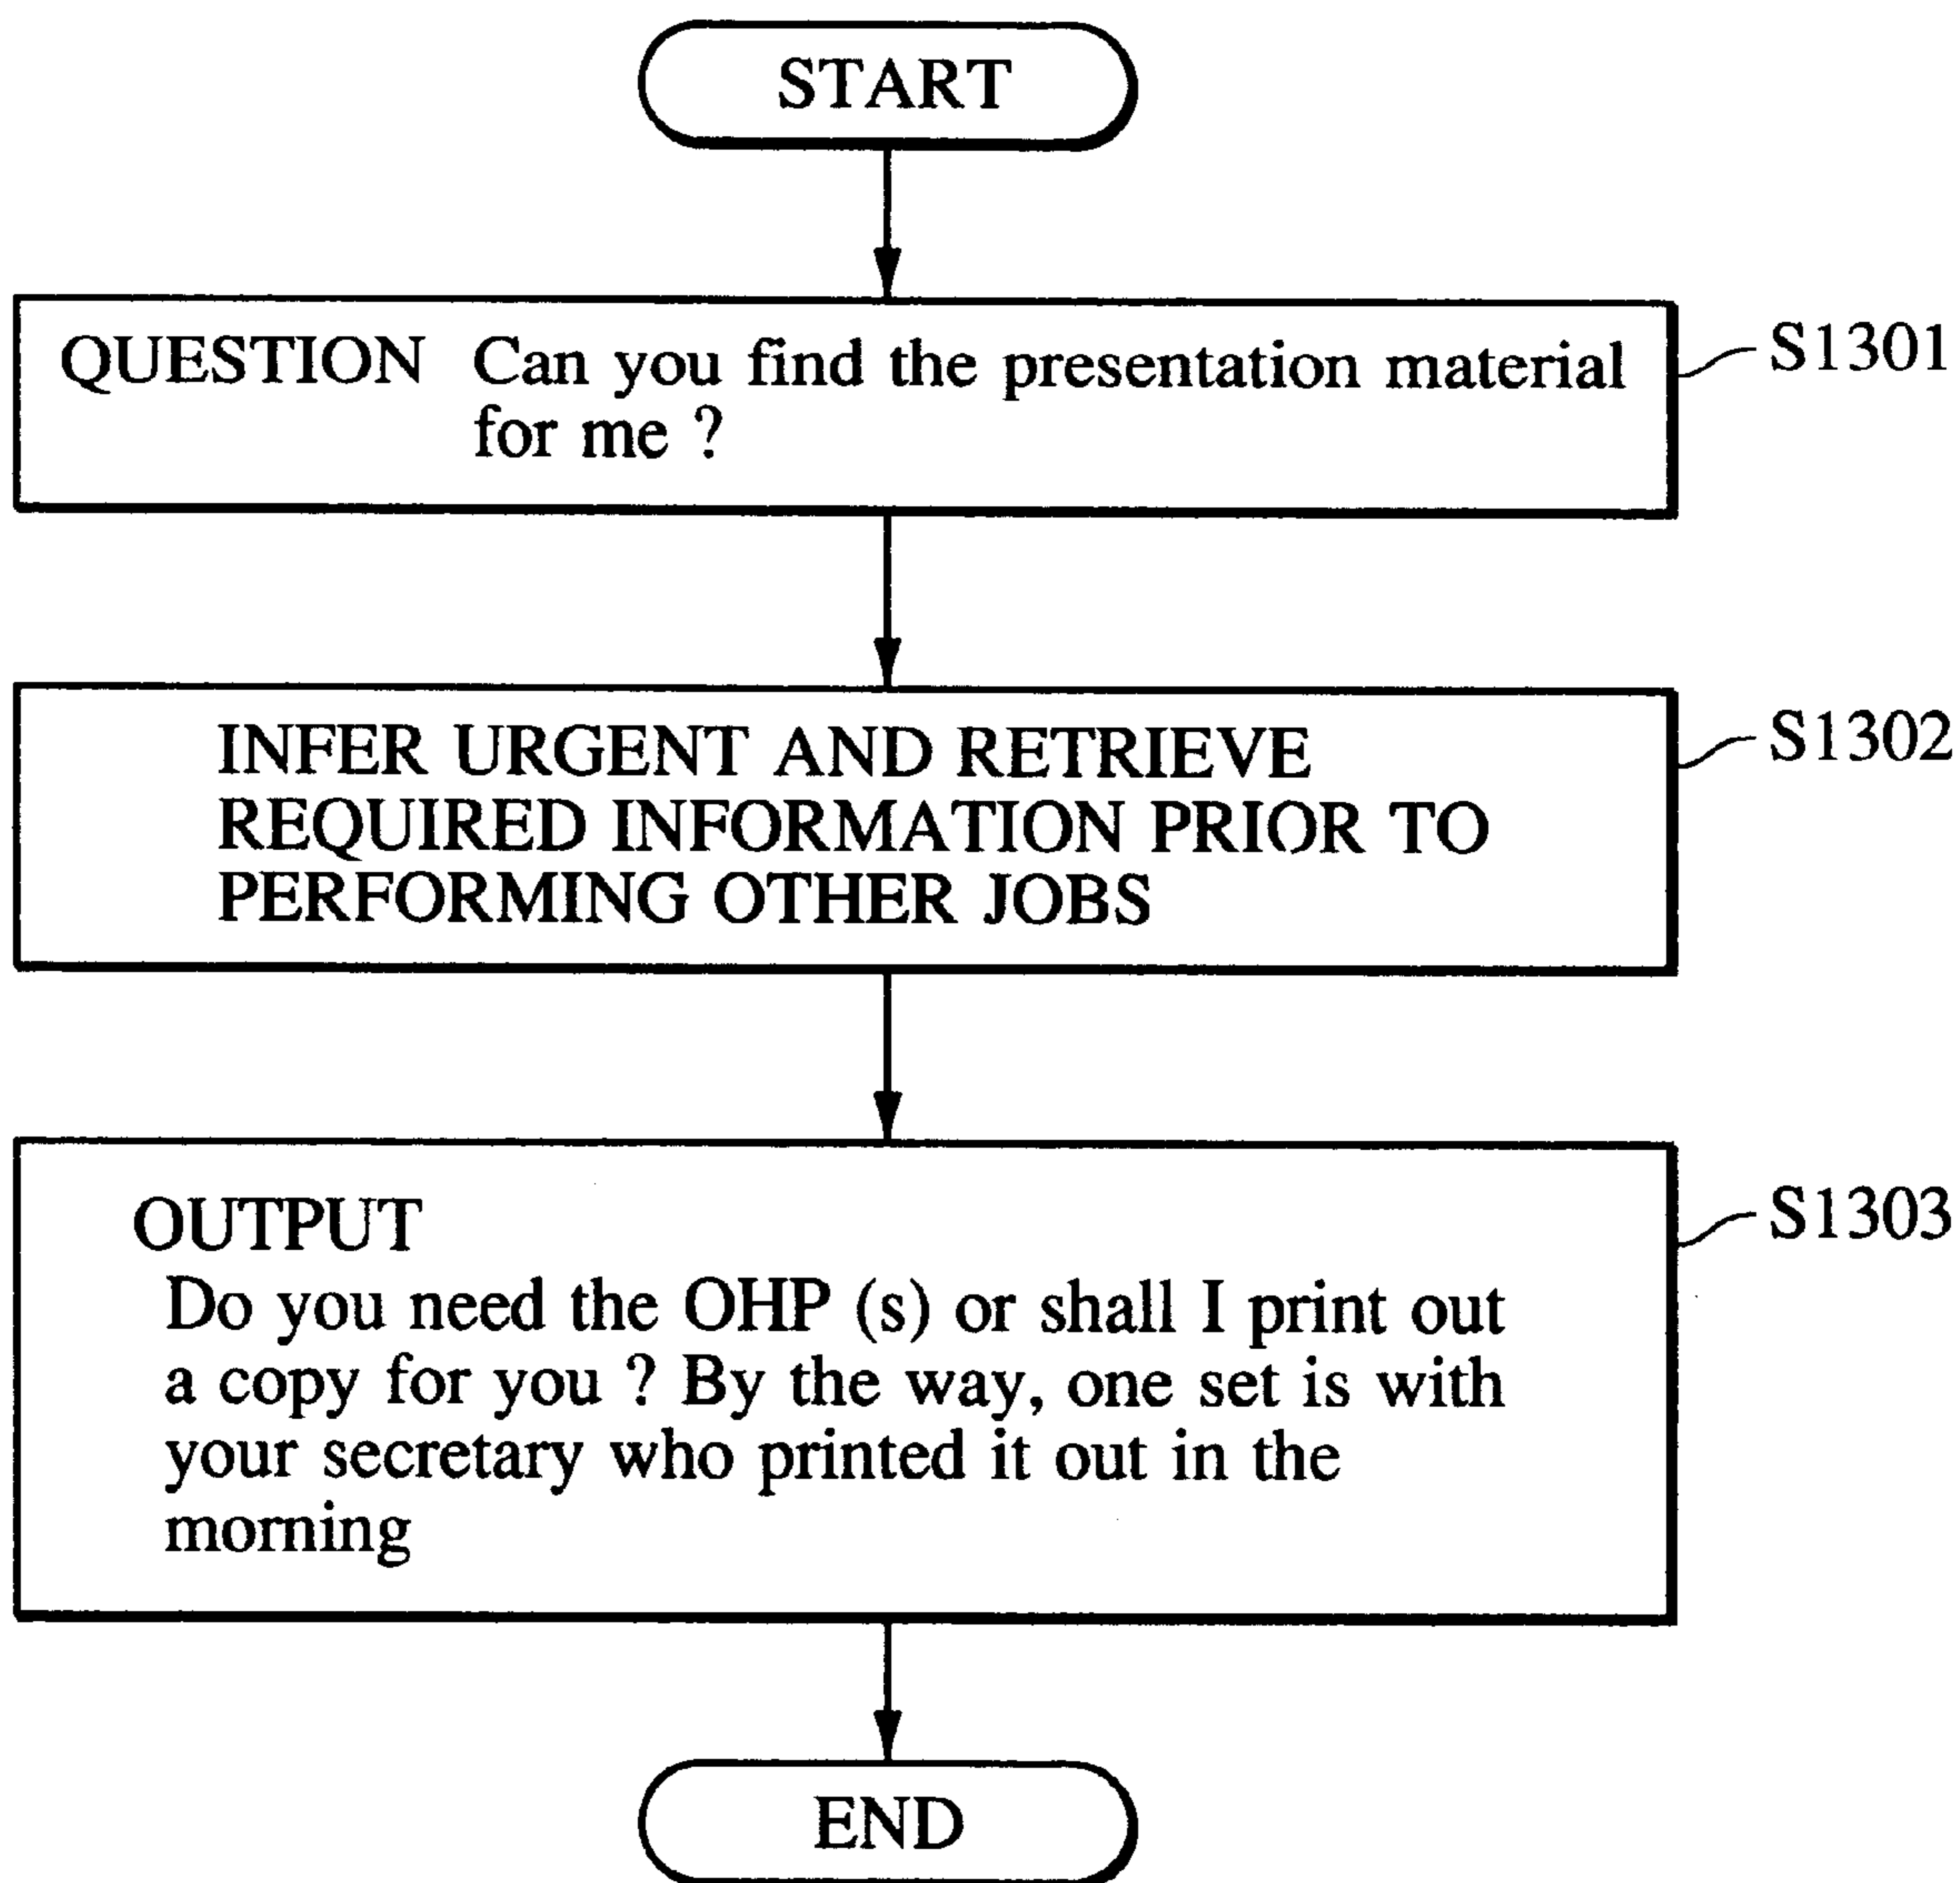 START
QUESTION Can you find the presentation material
for me ?
S1301
INFER URGENT AND RETRIEVE
REQUIRED INFORMATION PRIOR TO
PERFORMING OTHER JOBS
S1302
OUTPUT
Do you need the OHP (s) or shall I print out
a copy for you ? By the way, one set is with
your secretary who printed it out in the
morning
S1303
END